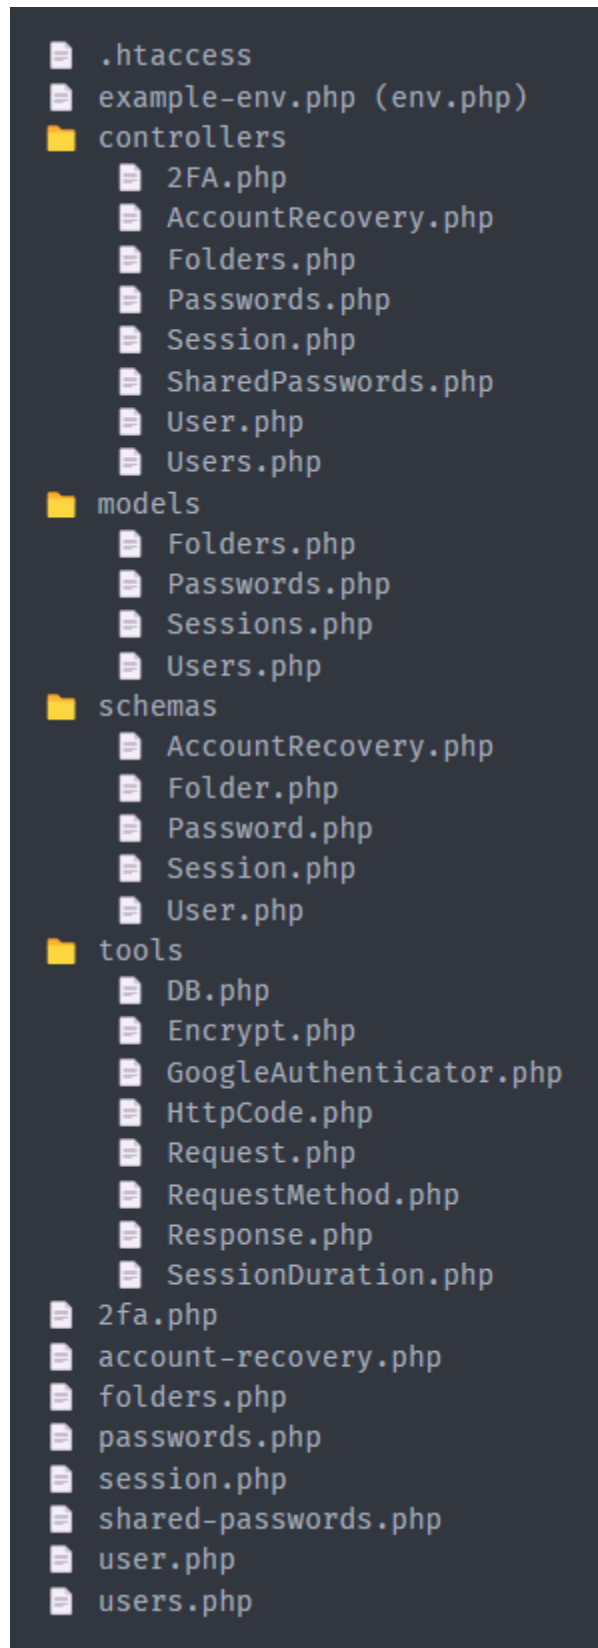 .htaccess
example-env.php (env.php)
controllers
2FA.php
AccountRecovery.php
Folders.php
Passwords.php
Session.php
SharedPasswords.php
User.php
Users.php
models
Folders.php
Passwords.php
Sessions.php
Users.php
schemas
AccountRecovery.php
Folder.php
Password.php
Session.php
User.php
tools
DB.php
Encrypt.php
GoogleAuthenticator.php
HttpCode.php
Request.php
RequestMethod.php
Response.php
SessionDuration.php
2fa.php
account-recovery.php
folders.php
passwords.php
session.php
shared-passwords.php
user.php
users.php